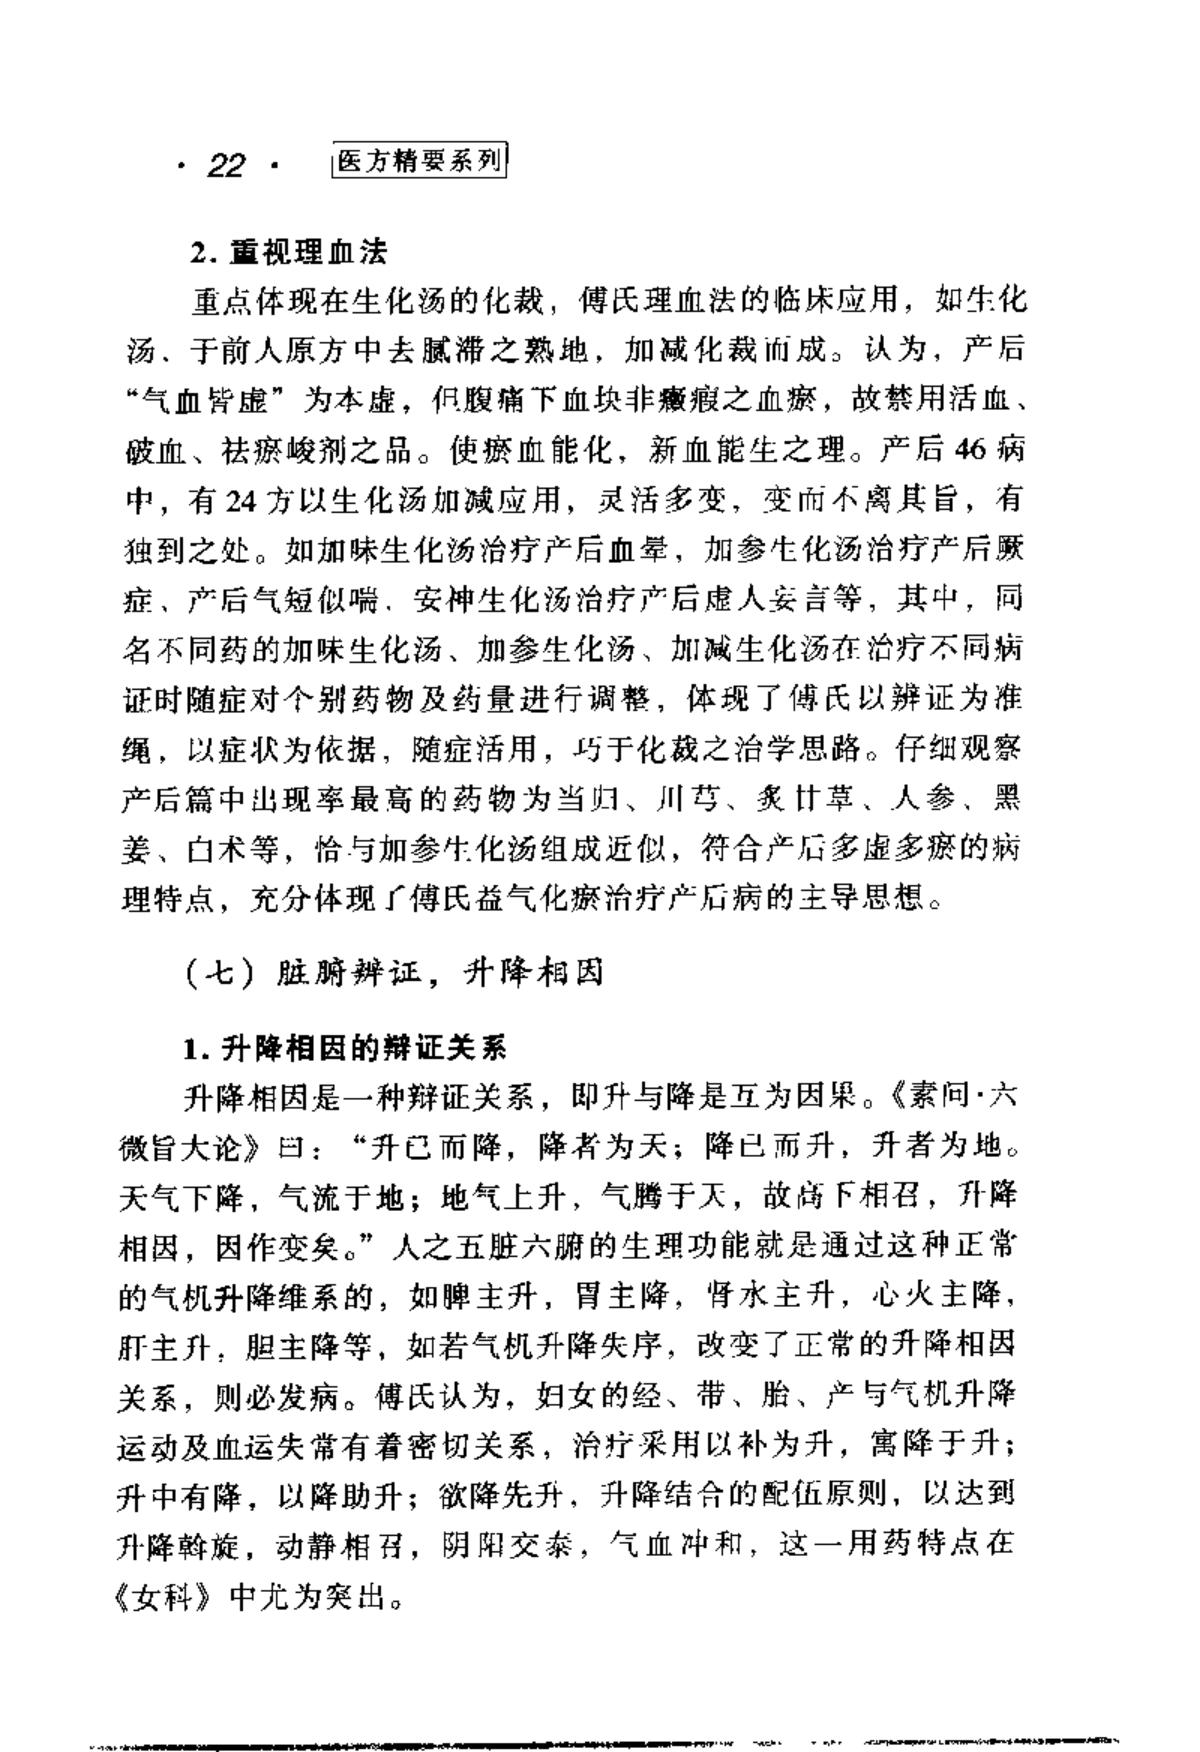 · 22 · 医方精要系列
2. 重视理血法
重点体现在生化汤的化裁，傅氏理血法的临床应用，如生化
汤、于前人原方中去腻滞之熟地，加减化裁而成。认为，产后
“气血皆虚”为本虚，但腹痛下血块非癥瘕之血瘀，故禁用活血、
破血、祛瘀峻剂之品。使瘀血能化，新血能生之理。产后 46 病
中，有 24 方以生化汤加减应用，灵活多变，变而不离其旨，有
独到之处。如加味生化汤治疗产后血晕，加参生化汤治疗产后厥
症、产后气短似喘，安神生化汤治疗产后虚人妄言等，其中，同
名不同药的加味生化汤、加参生化汤、加减生化汤在治疗不同病
证时随症对个别药物及药量进行调整，体现了傅氏以辨证为准
绳，以症状为依据，随症活用，巧于化裁之治学思路。仔细观察
产后篇中出现率最高的药物为当归、川芎、炙甘草、人参、黑
姜、白术等，恰与加参生化汤组成近似，符合产后多虚多瘀的病
理特点，充分体现了傅氏益气化瘀治疗产后病的主导思想。
（七）脏腑辨证，升降相因
1. 升降相因的辩证关系
升降相因是一种辩证关系，即升与降是互为因果。《素问·六
微旨大论》曰：“升已而降，降者为天；降已而升，升者为地。
天气下降，气流于地；地气上升，气腾于天，故高下相召，升降
相因，因作变矣。”人之五脏六腑的生理功能就是通过这种正常
的气机升降维系的，如脾主升，胃主降，肾水主升，心火主降，
肝主升，胆主降等，如若气机升降失序，改变了正常的升降相因
关系，则必发病。傅氏认为，妇女的经、带、胎、产与气机升降
运动及血运失常有着密切关系，治疗采用以补为升，寓降于升；
升中有降，以降助升；欲降先升，升降结合的配伍原则，以达到
升降斡旋，动静相召，阴阳交泰，气血冲和，这一用药特点在
《女科》中尤为突出。